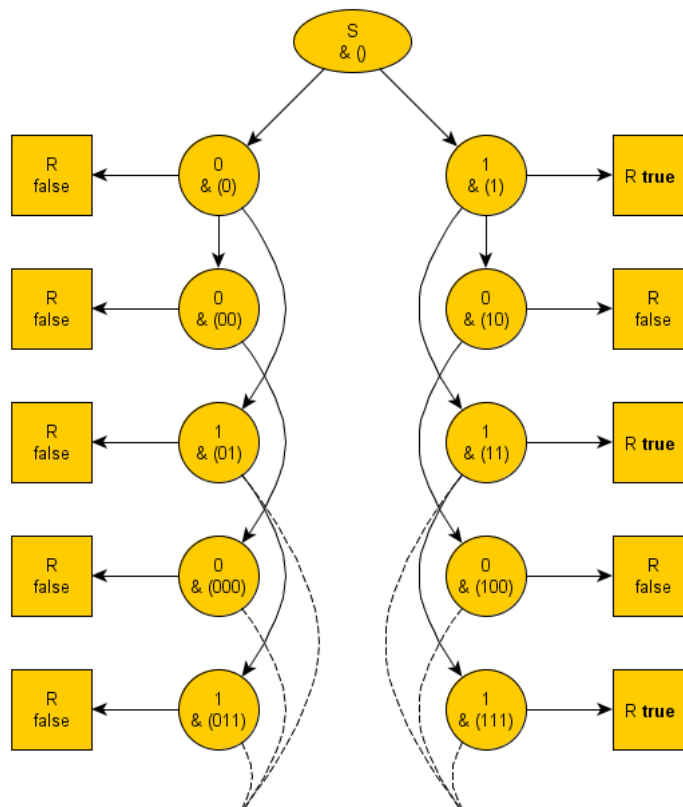 S
& ()
R
false
0
& (0)
1
& (1)
R true
R
false
0
& (00)
0
& (10)
R
false
R
false
1
& (01)
1
& (11)
R true
R
false
0
& (000)
0
& (100)
R
false
R
false
1
& (011)
1
& (111)
R true